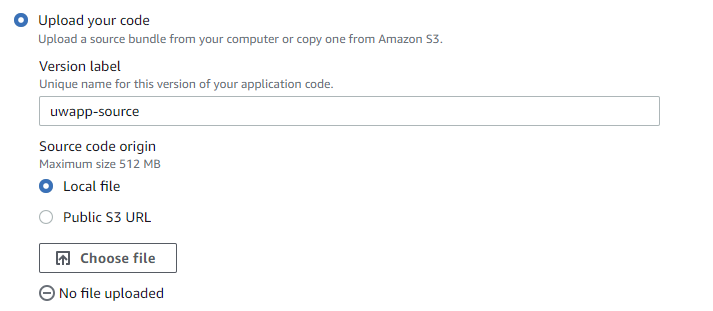 Upload your code
Upload a source bundle from your computer or copy one from Amazon S3.
Version label
Unique name for this version of your application code.
uwapp-source
Source code origin
Maximum size 512 MB
Local file
Public S3 URL
Choose file
No file uploaded